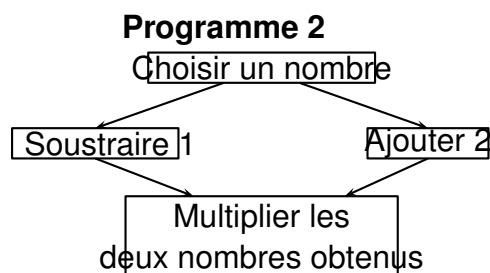 Programme 2
Choisir un nombre
Soustraire 1
Ajouter 2
Multiplier les
deux nombres obtenus